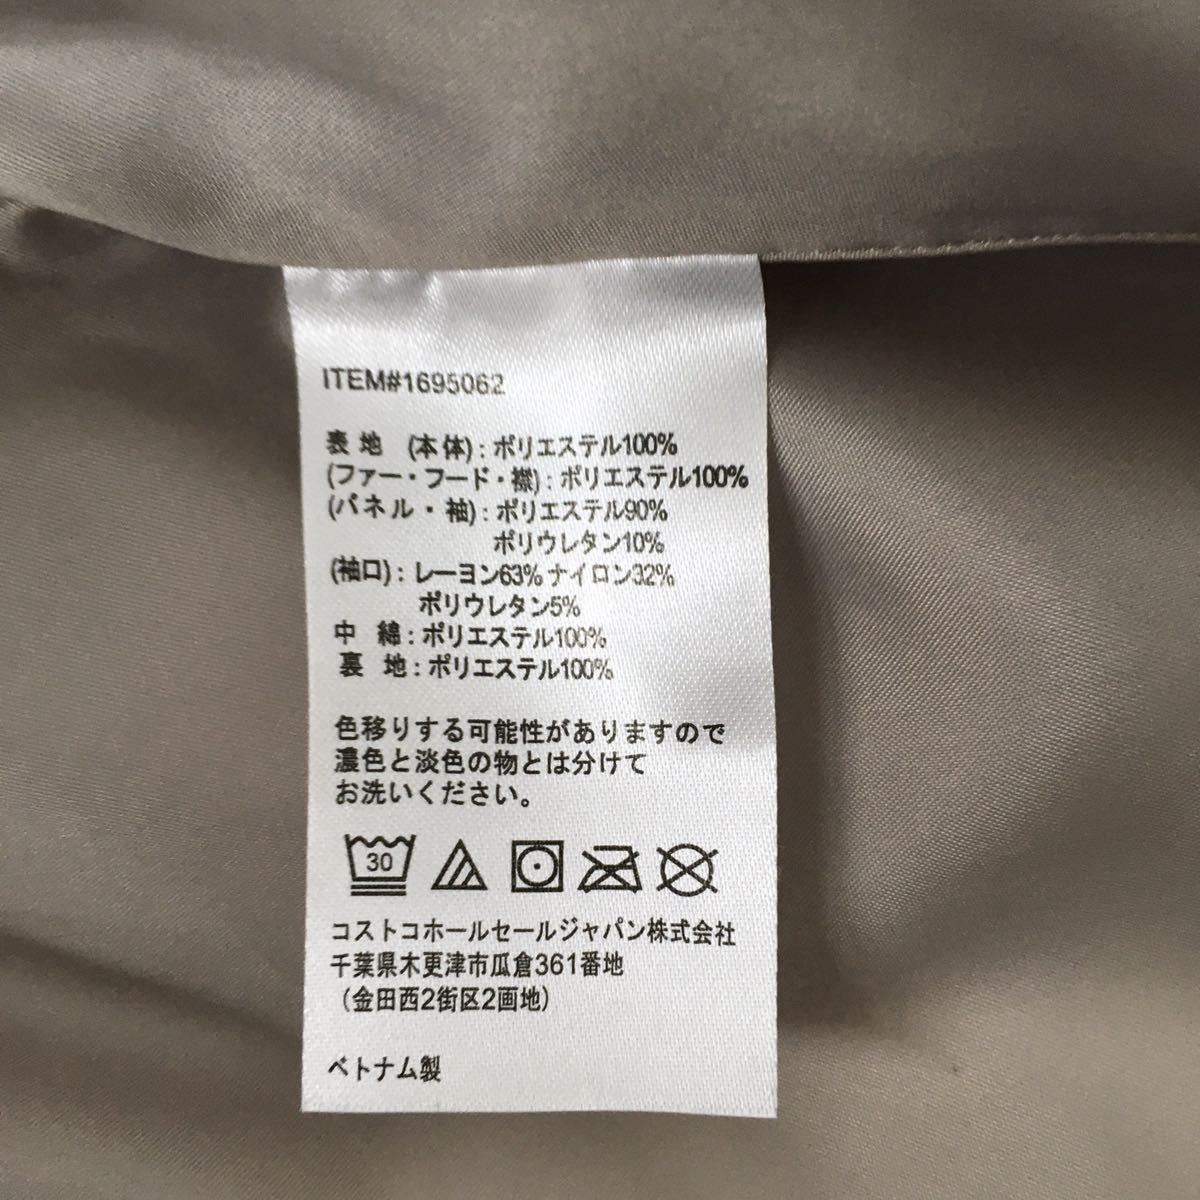 ITEM#1695062
表 地 (本体) : ポリエステル100%
(ファー・フード・襟) : ポリエステル100%
(パネル・袖) : ポリエステル90%
ポリウレタン10%
(袖口) : レーヨン63% ナイロン32%
ポリウレタン5%
中 綿 : ポリエステル100%
裏 地 : ポリエステル100%
色移りする可能性がありますので
濃色と淡色の物とは分けて
お洗いください。
30
コストコホールセールジャパン株式会社
千葉県木更津市瓜倉361番地
（金田西2街区2画地）
ベトナム製